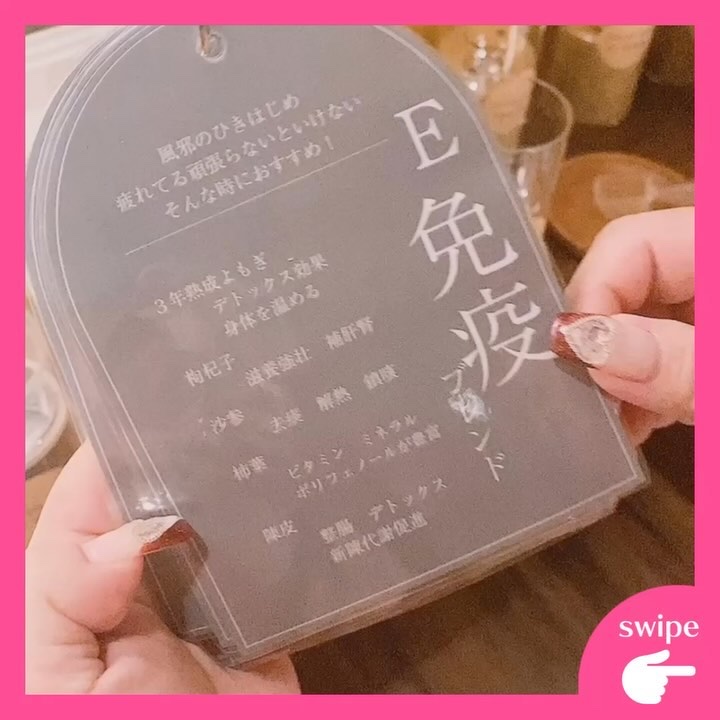 E 免疫
ブレンド
風邪のひきはじめ
疲れてる頑張らないといけない
そんな時におすすめ！
3年熟成よもぎ デトックス効果
身体を温める
枸杞子 滋養強壮 補肝腎
沙参 去痰 解熱 鎮咳
柿葉 ビタミン ミネラル
ポリフェノールが豊富
陳皮 整腸 デトックス
新陳代謝促進
swipe